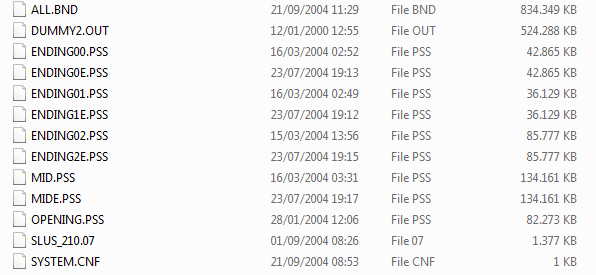 ALL.BND 21/09/2004 11:29 File BND 834.349 KB
DUMMY2.OUT 12/01/2000 12:55 File OUT 524.288 KB
ENDING00.PSS 16/03/2004 02:52 File PSS 42.865 KB
ENDING0E.PSS 23/07/2004 19:13 File PSS 42.865 KB
ENDING01.PSS 16/03/2004 02:49 File PSS 36.129 KB
ENDING1E.PSS 23/07/2004 19:12 File PSS 36.129 KB
ENDING02.PSS 15/03/2004 13:56 File PSS 85.777 KB
ENDING2E.PSS 23/07/2004 19:15 File PSS 85.777 KB
MID.PSS 16/03/2004 03:31 File PSS 134.161 KB
MIDE.PSS 23/07/2004 19:17 File PSS 134.161 KB
OPENING.PSS 28/01/2004 12:06 File PSS 82.273 KB
SLUS_210.07 01/09/2004 08:26 File 07 1.377 KB
SYSTEM.CNF 21/09/2004 08:53 File CNF 1 KB